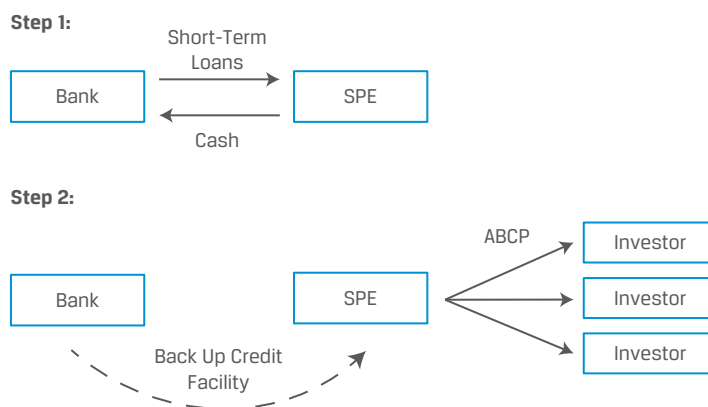 Step 1:
Short-Term
Loans
Bank
SPE
Cash
Step 2:
ABCP
Investor
Bank
SPE
Investor
Investor
Back Up Credit
Facility